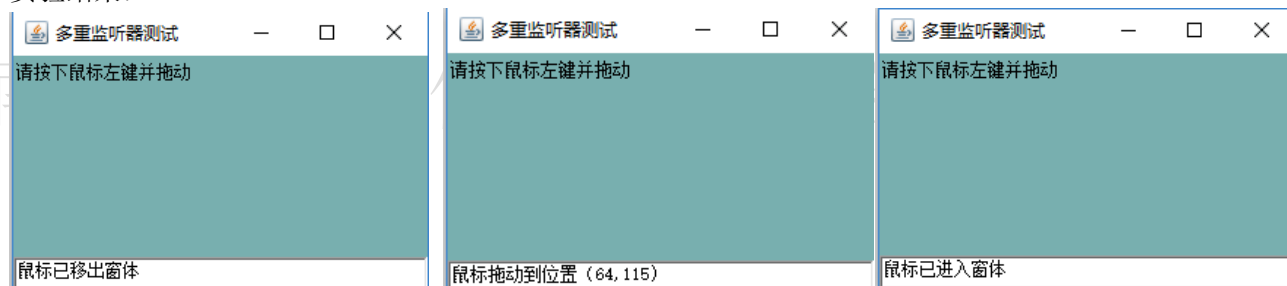 多重监听器测试
请按下鼠标左键并拖动
鼠标已移出窗体
多重监听器测试
请按下鼠标左键并拖动
鼠标拖动到位置（64,115）
多重监听器测试
请按下鼠标左键并拖动
鼠标已进入窗体